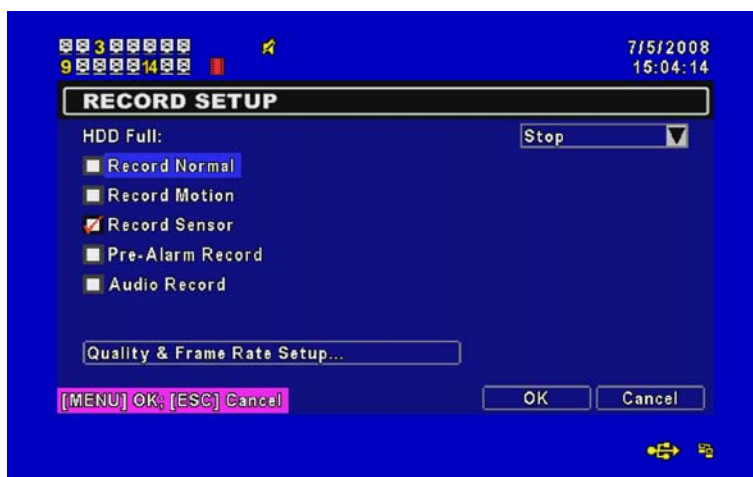 3
7/5/2008
9 14
15:04:14
RECORD SETUP
HDD Full: Stop
Record Normal
Record Motion
Record Sensor
Pre-Alarm Record
Audio Record
Quality & Frame Rate Setup...
[MENU] OK; [ESC] Cancel OK Cancel